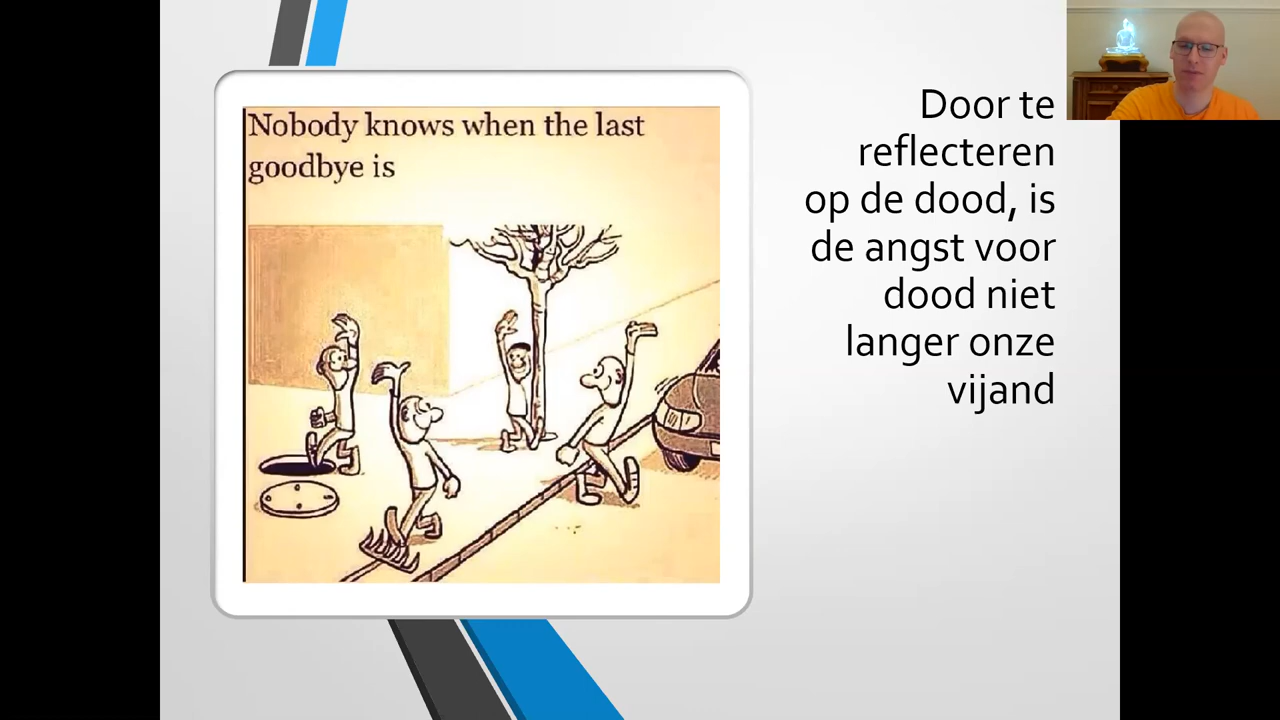 Nobody knows when the last
goodbye is
Door te
reflecteren
op de dood, is
de angst voor
dood niet
langer onze
vijand